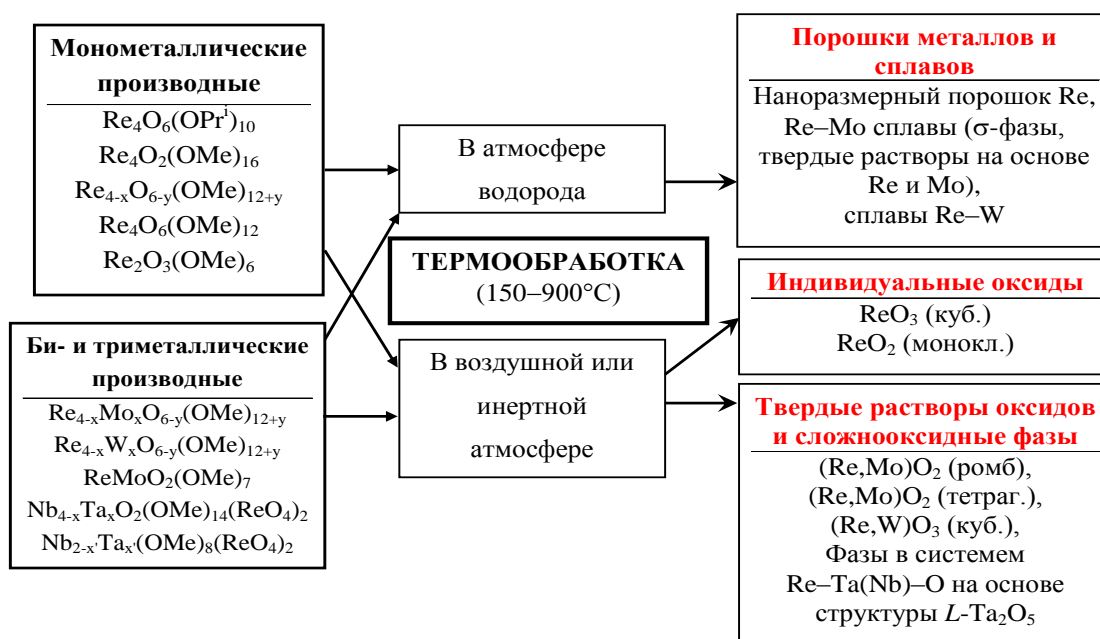 Монометаллические
производные
Re₄O₆(OPrⁱ)₁₀
Re₄O₂(OMe)₁₆
Re₄₋ₓO₆₋ᵧ(OMe)₁₂₊ᵧ
Re₄O₆(OMe)₁₂
Re₂O₃(OMe)₆
Би- и триметаллические
производные
Re₄₋ₓMoₓO₆₋ᵧ(OMe)₁₂₊ᵧ
Re₄₋ₓWₓO₆₋ᵧ(OMe)₁₂₊ᵧ
ReMoO₂(OMe)₇
Nb₄₋ₓTaₓO₂(OMe)₁₄(ReO₄)₂
Nb₂₋ₓ'Taₓ'(OMe)₈(ReO₄)₂
В атмосфере
водорода
ТЕРМООБРАБОТКА
(150–900°C)
В воздушной или
инертной
атмосфере
Порошки металлов и
сплавов
Наноразмерный порошок Re,
Re–Mo сплавы (σ-фазы,
твердые растворы на основе
Re и Mo),
сплавы Re–W
Индивидуальные оксиды
ReO₃ (куб.)
ReO₂ (монокл.)
Твердые растворы оксидов
и сложнооксидные фазы
(Re,Mo)O₂ (ромб),
(Re,Mo)O₂ (тетраг.),
(Re,W)O₃ (куб.),
Фазы в системем
Re–Ta(Nb)–O на основе
структуры L-Ta₂O₅